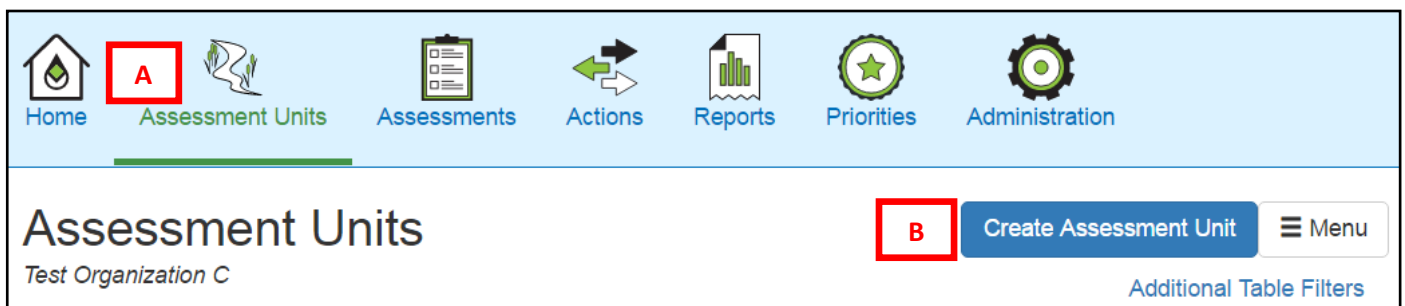 A
Home Assessment Units Assessments Actions Reports Priorities Administration
Assessment Units
B
Create Assessment Unit
Menu
Test Organization C
Additional Table Filters